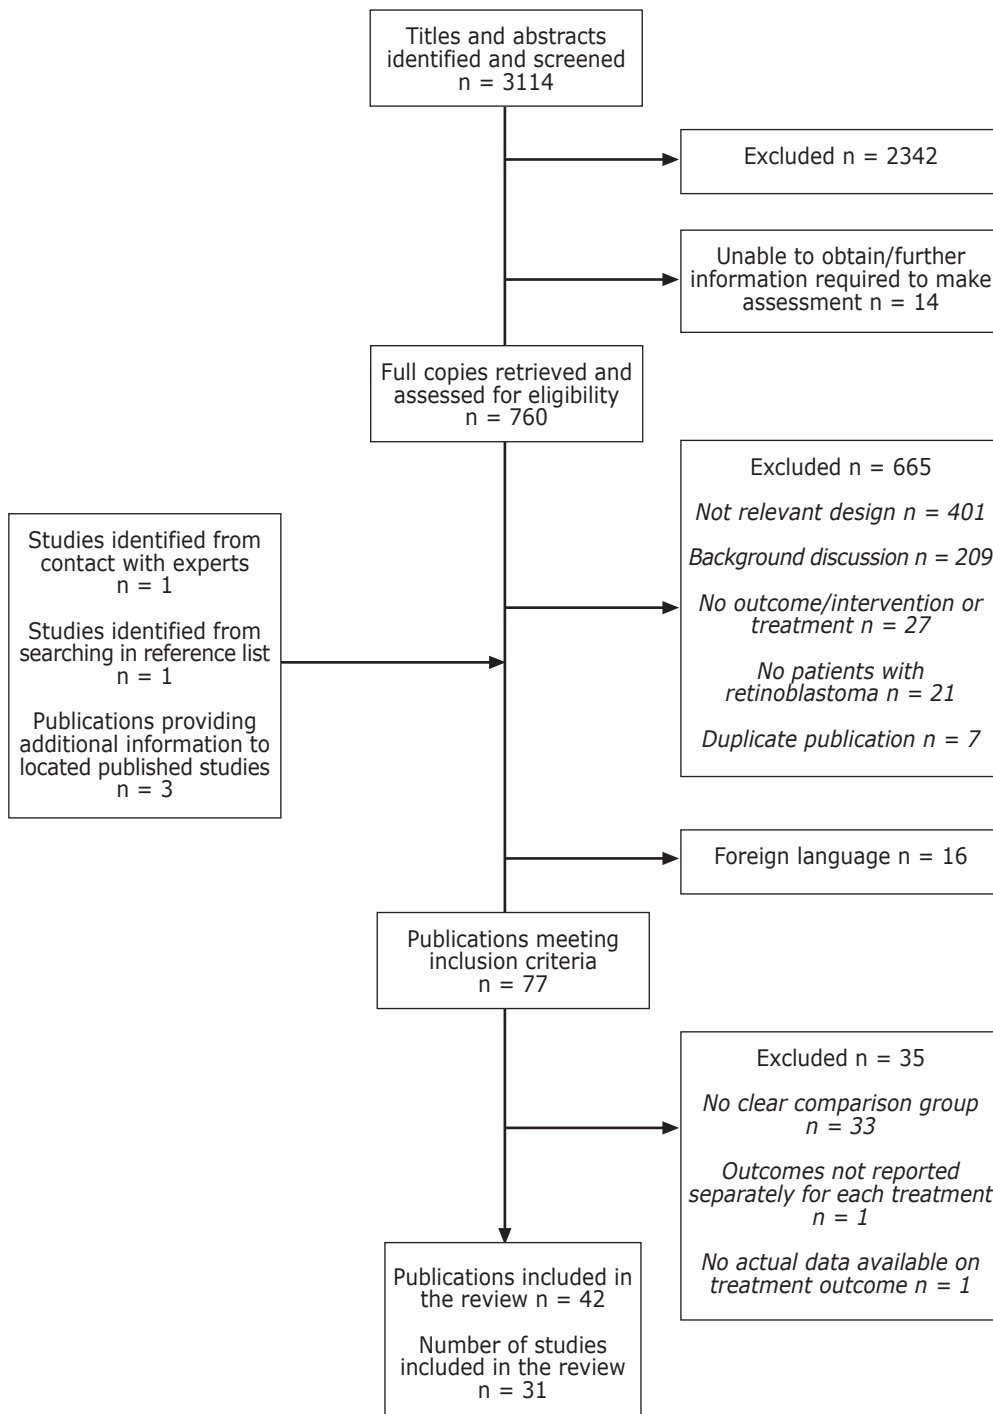 Titles and abstracts
identified and screened
n = 3114
Excluded n = 2342
Unable to obtain/further
information required to make
assessment n = 14
Full copies retrieved and
assessed for eligibility
n = 760
Excluded n = 665
Not relevant design n = 401
Background discussion n = 209
No outcome/intervention or
treatment n = 27
No patients with
retinoblastoma n = 21
Duplicate publication n = 7
Studies identified from
contact with experts
n = 1
Studies identified from
searching in reference list
n = 1
Publications providing
additional information to
located published studies
n = 3
Foreign language n = 16
Publications meeting
inclusion criteria
n = 77
Excluded n = 35
No clear comparison group
n = 33
Outcomes not reported
separately for each treatment
n = 1
No actual data available on
treatment outcome n = 1
Publications included in
the review n = 42
Number of studies
included in the review
n = 31